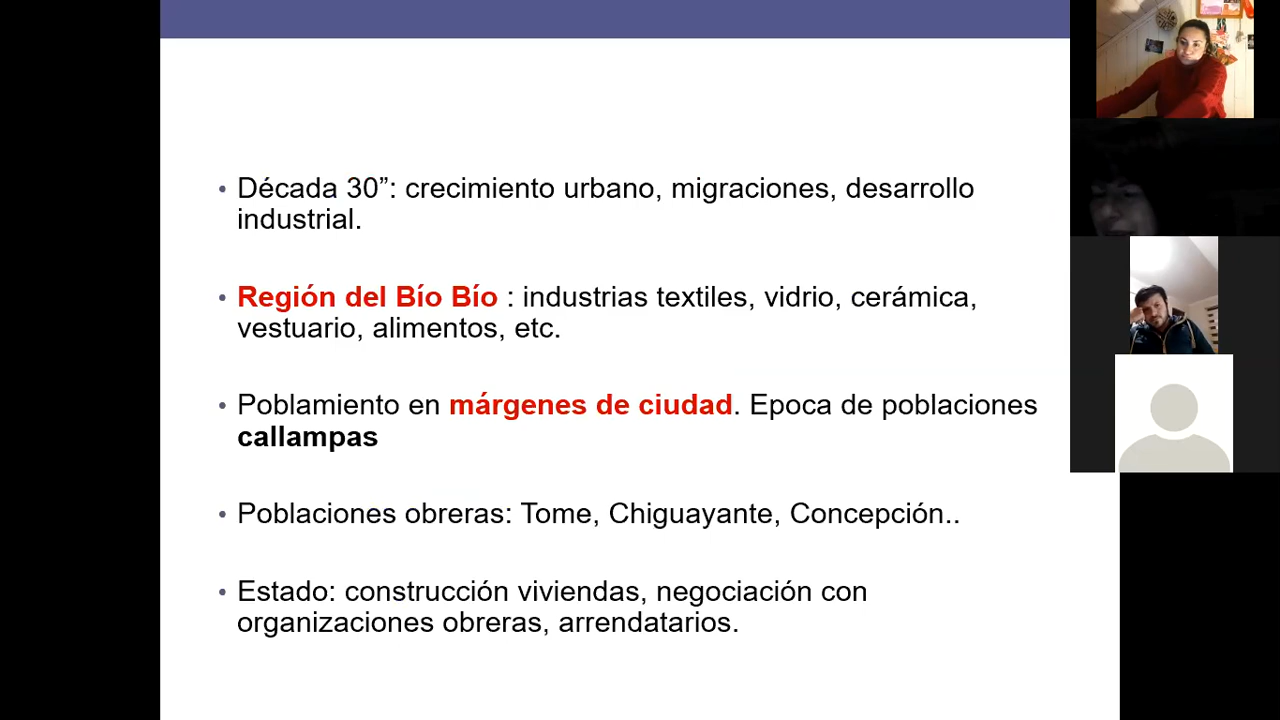 • Década 30”: crecimiento urbano, migraciones, desarrollo
industrial.
• Región del Bío Bío : industrias textiles, vidrio, cerámica,
vestuario, alimentos, etc.
• Poblamiento en márgenes de ciudad. Epoca de poblaciones
callampas
• Poblaciones obreras: Tome, Chiguayante, Concepción..
• Estado: construcción viviendas, negociación con
organizaciones obreras, arrendatarios.